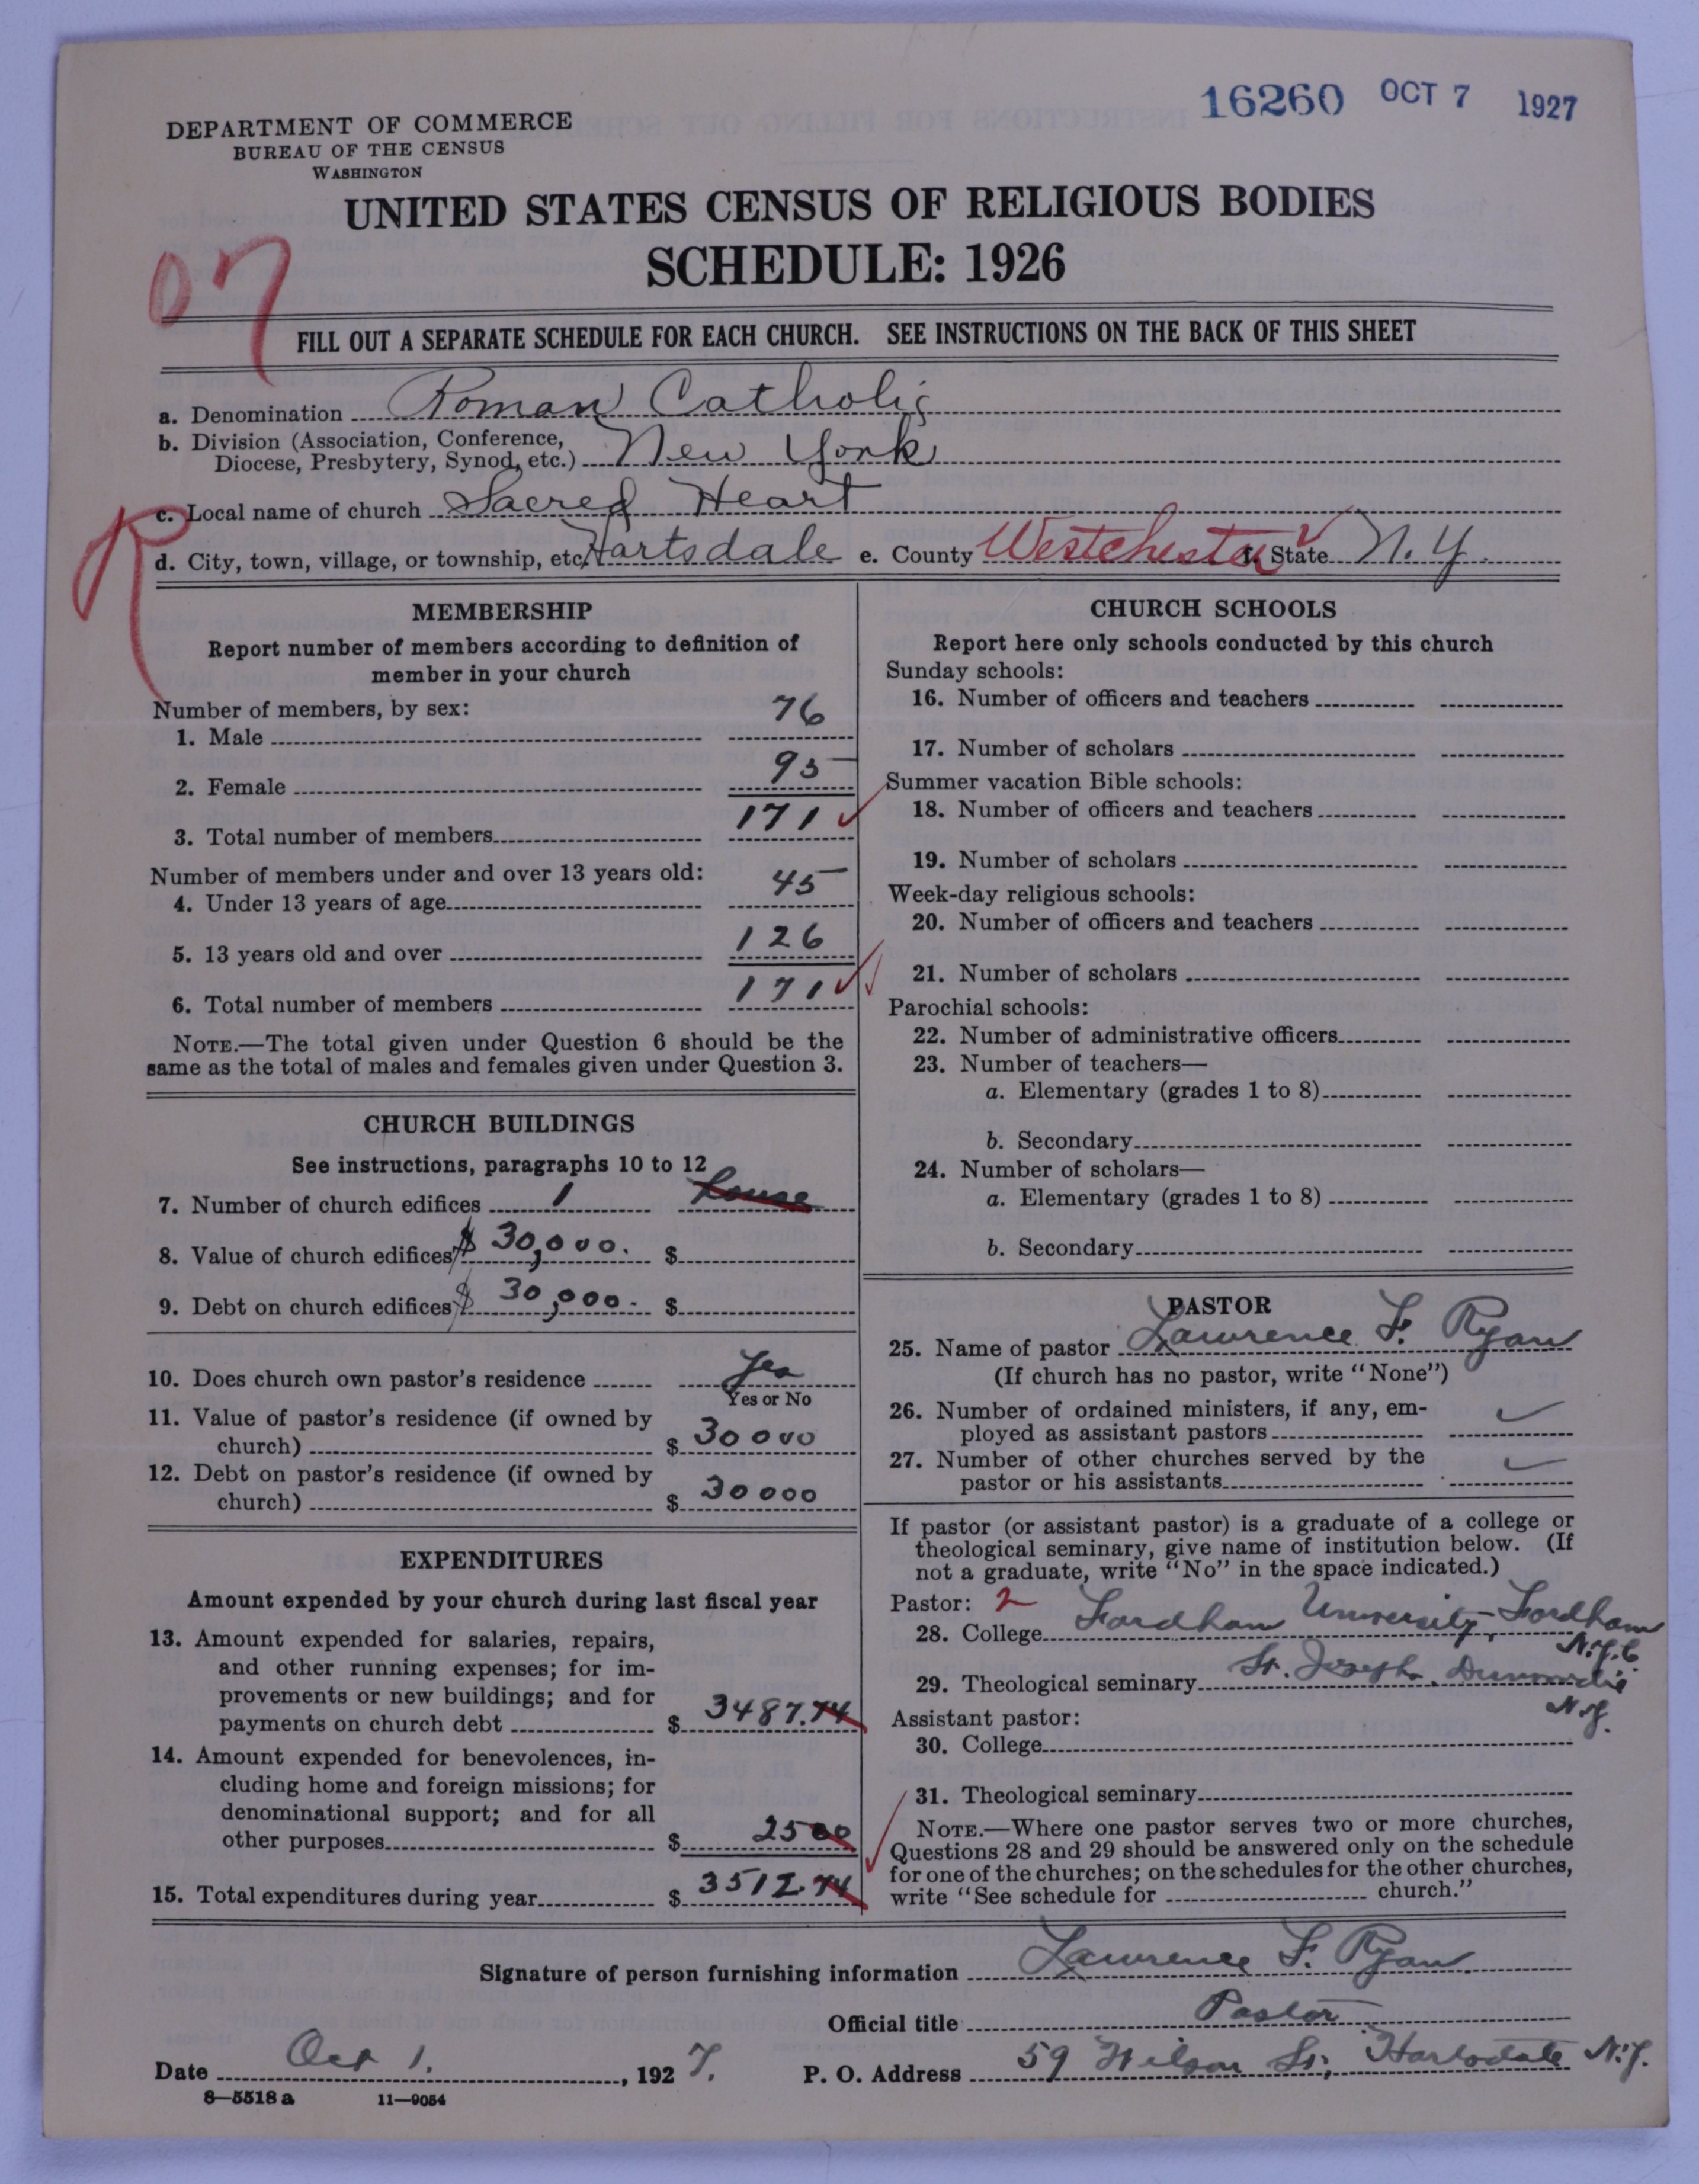 16260 OCT 7 1927
DEPARTMENT OF COMMERCE
BUREAU OF THE CENSUS
WASHINGTON
UNITED STATES CENSUS OF RELIGIOUS BODIES
SCHEDULE: 1926
07
FILL OUT A SEPARATE SCHEDULE FOR EACH CHURCH. SEE INSTRUCTIONS ON THE BACK OF THIS SHEET
a. Denomination Roman Catholic
b. Division (Association, Conference,
Diocese, Presbytery, Synod, etc.) New York
c. Local name of church Sacred Heart
R
d. City, town, village, or township, etc. Hartsdale e. County Westchester f. State N.Y.
MEMBERSHIP
Report number of members according to definition of
member in your church
Number of members, by sex:
1. Male 76
2. Female 95
3. Total number of members 171
Number of members under and over 13 years old:
4. Under 13 years of age 45
5. 13 years old and over 126
6. Total number of members 171
NOTE.—The total given under Question 6 should be the
same as the total of males and females given under Question 3.
CHURCH BUILDINGS
See instructions, paragraphs 10 to 12
7. Number of church edifices 1 house
8. Value of church edifices $ 30,000. $
9. Debt on church edifices $ 30,000. $
10. Does church own pastor's residence Yes
Yes or No
11. Value of pastor's residence (if owned by
church) $ 30000
12. Debt on pastor's residence (if owned by
church) $ 30000
EXPENDITURES
Amount expended by your church during last fiscal year
13. Amount expended for salaries, repairs,
and other running expenses; for im-
provements or new buildings; and for
payments on church debt $ 3487.74
14. Amount expended for benevolences, in-
cluding home and foreign missions; for
denominational support; and for all
other purposes $ 25 00
15. Total expenditures during year $ 3512.74
CHURCH SCHOOLS
Report here only schools conducted by this church
Sunday schools:
16. Number of officers and teachers
17. Number of scholars
Summer vacation Bible schools:
18. Number of officers and teachers
19. Number of scholars
Week-day religious schools:
20. Number of officers and teachers
21. Number of scholars
Parochial schools:
22. Number of administrative officers
23. Number of teachers—
a. Elementary (grades 1 to 8)
b. Secondary
24. Number of scholars—
a. Elementary (grades 1 to 8)
b. Secondary
PASTOR
25. Name of pastor Lawrence F. Ryan
(If church has no pastor, write "None")
26. Number of ordained ministers, if any, em-
ployed as assistant pastors
27. Number of other churches served by the
pastor or his assistants
If pastor (or assistant pastor) is a graduate of a college or
theological seminary, give name of institution below. (If
not a graduate, write "No" in the space indicated.)
Pastor: 2
28. College Fordham University, Fordham
N.Y.C.
29. Theological seminary St. Joseph. Dunwoodie
N.Y.
Assistant pastor:
30. College
31. Theological seminary
NOTE.—Where one pastor serves two or more churches,
Questions 28 and 29 should be answered only on the schedule
for one of the churches; on the schedules for the other churches,
write "See schedule for church."
Signature of person furnishing information Lawrence F. Ryan
Official title Pastor
Date Oct 1. , 192 7. P. O. Address 59 Wilson St., Hartsdale N.Y.
8—5518 a 11—9054